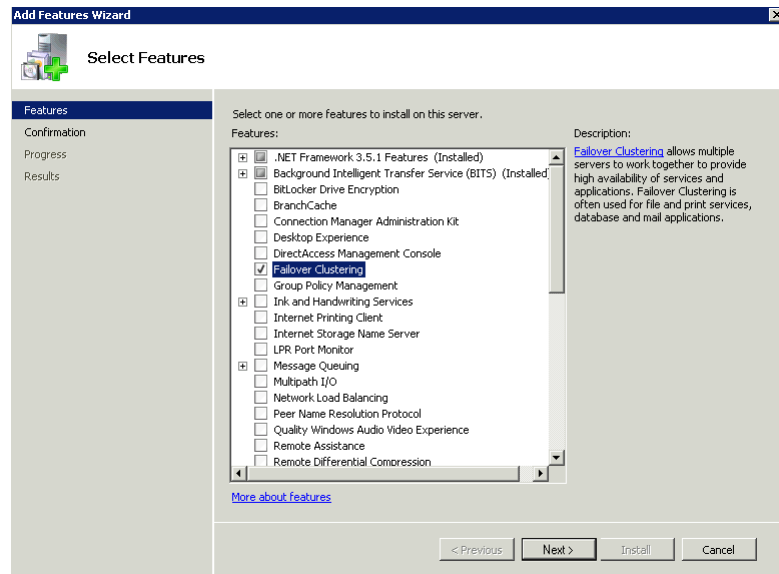 Add Features Wizard
Select Features
Features
Confirmation
Progress
Results
Select one or more features to install on this server.
Features:
.NET Framework 3.5.1 Features (Installed)
Background Intelligent Transfer Service (BITS) (Installed
BitLocker Drive Encryption
BranchCache
Connection Manager Administration Kit
Desktop Experience
DirectAccess Management Console
Failover Clustering
Group Policy Management
Ink and Handwriting Services
Internet Printing Client
Internet Storage Name Server
LPR Port Monitor
Message Queuing
Multipath I/O
Network Load Balancing
Peer Name Resolution Protocol
Quality Windows Audio Video Experience
Remote Assistance
Remote Differential Compression
More about features
Description:
Failover Clustering allows multiple
servers to work together to provide
high availability of services and
applications. Failover Clustering is
often used for file and print services,
database and mail applications.
< Previous
Next >
Install
Cancel